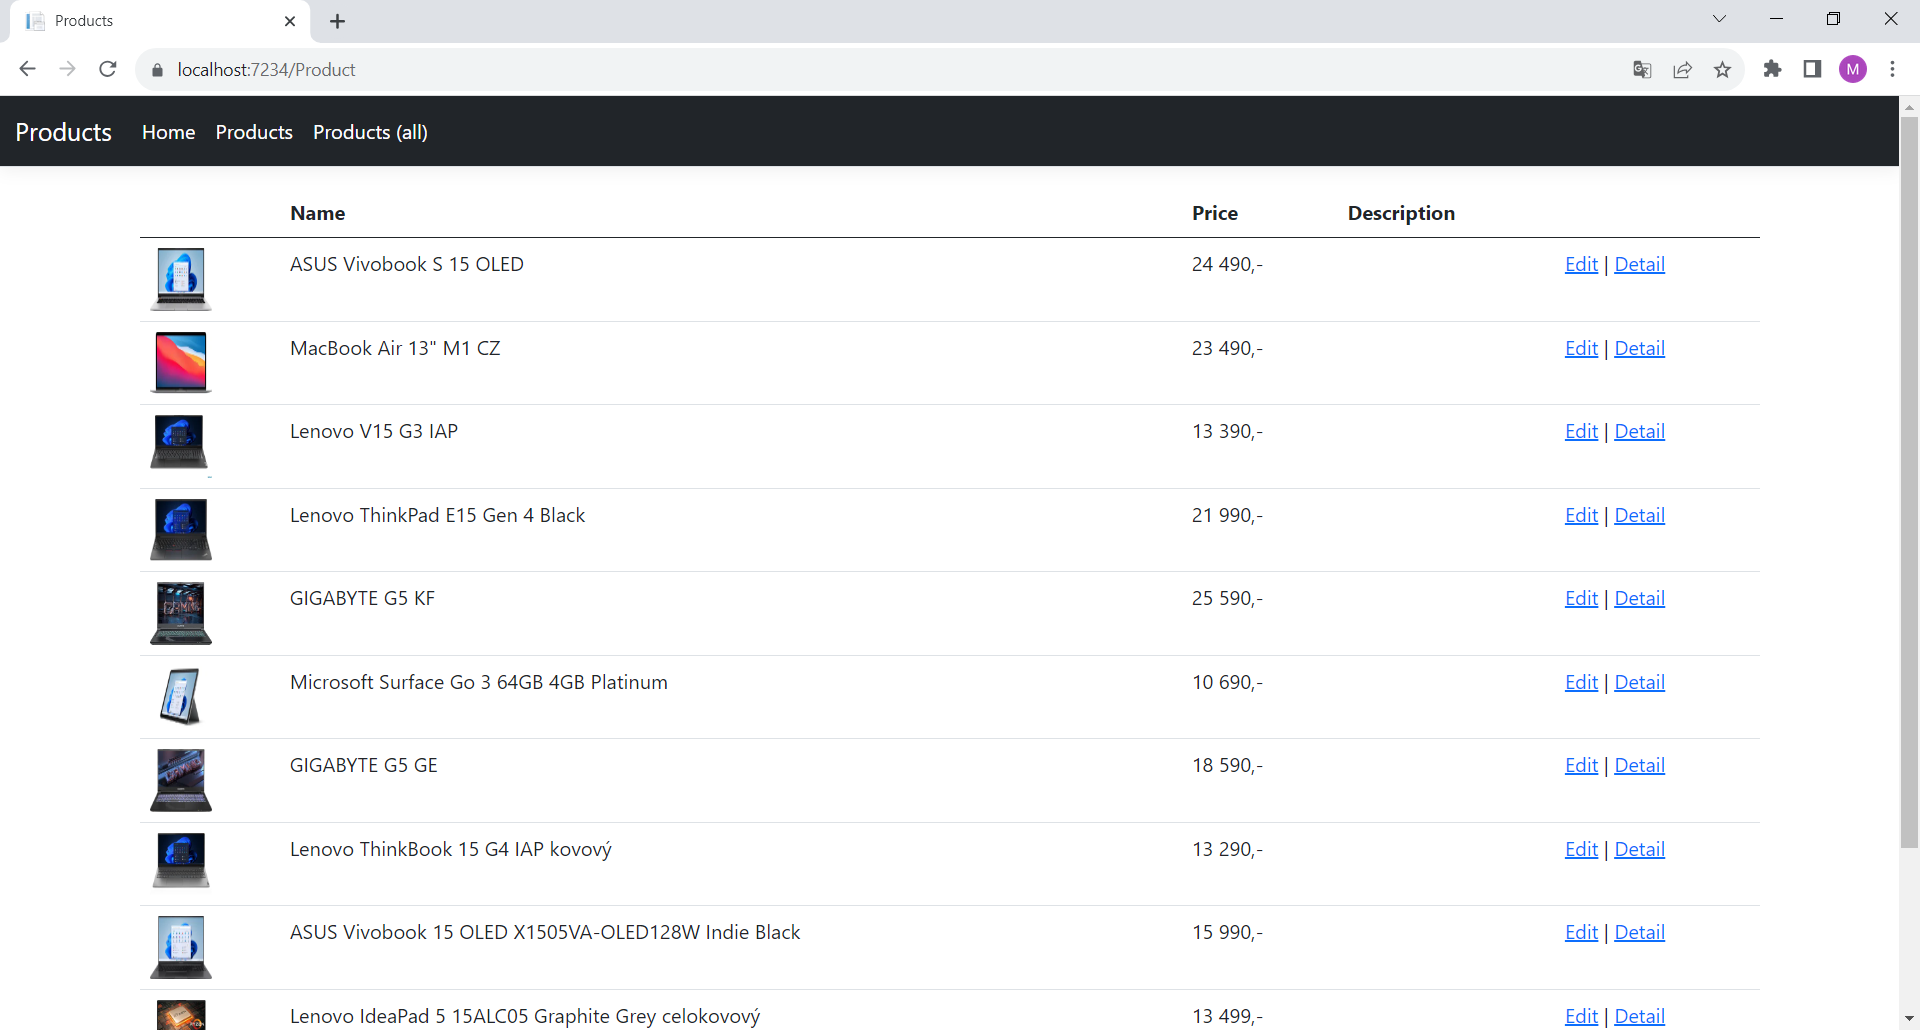 Products
localhost:7234/Product
M
Products Home Products Products (all)
Name Price Description
ASUS Vivobook S 15 OLED 24 490,- Edit | Detail
MacBook Air 13" M1 CZ 23 490,- Edit | Detail
Lenovo V15 G3 IAP 13 390,- Edit | Detail
Lenovo ThinkPad E15 Gen 4 Black 21 990,- Edit | Detail
GIGABYTE G5 KF 25 590,- Edit | Detail
Microsoft Surface Go 3 64GB 4GB Platinum 10 690,- Edit | Detail
GIGABYTE G5 GE 18 590,- Edit | Detail
Lenovo ThinkBook 15 G4 IAP kovový 13 290,- Edit | Detail
ASUS Vivobook 15 OLED X1505VA-OLED128W Indie Black 15 990,- Edit | Detail
Lenovo IdeaPad 5 15ALC05 Graphite Grey celokovový 13 499,- Edit | Detail